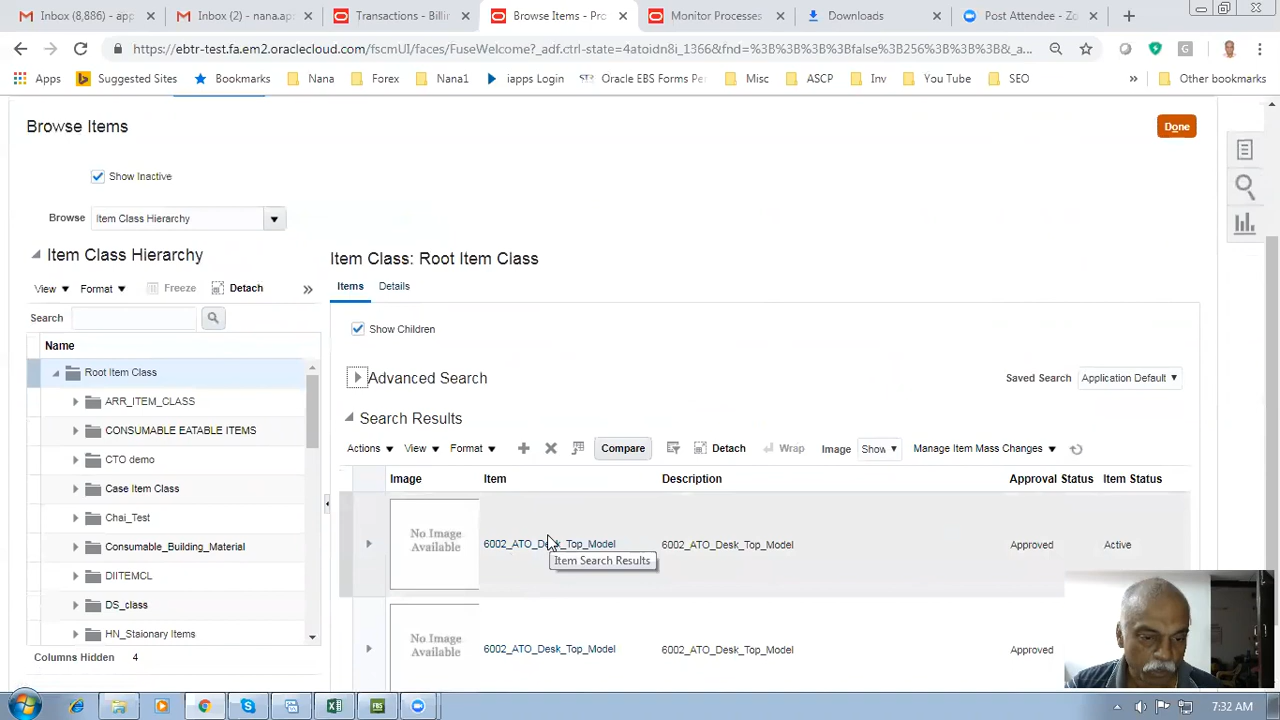 Inbox (6,886) - app
Inbox () - nana.ap
Transactions - Billi
Browse Items - Pro
Monitor Processe
Downloads
Post Attendee - Zo
https://ebtr-test.fa.em2.oraclecloud.com/fscmUI/faces/FuseWelcome?_adf.ctrl-state=4atoidn8i_1366&fnd=%3B%3B%3B%3Bfalse%3B256%3B%3B%3B&_a...
Apps
Suggested Sites
Bookmarks
Nana
Forex
Nana1
iapps Login
Oracle EBS Forms Pe
Misc
ASCP
Inv
You Tube
SEO
Other bookmarks
Browse Items
Done
Show Inactive
Browse Item Class Hierarchy
Item Class Hierarchy
View Format Freeze Detach
Search
Name
Root Item Class
ARR_ITEM_CLASS
CONSUMABLE EATABLE ITEMS
CTO demo
Case Item Class
Chai_Test
Consumable_Building_Material
DIITEMCL
DS_class
HN_Staionary Items
Columns Hidden 4
Item Class: Root Item Class
Items Details
Show Children
Advanced Search
Saved Search Application Default
Search Results
Actions View Format Compare Detach Wrap Image Show Manage Item Mass Changes
Image Item Description Approval Status Item Status
No Image Available 6002_ATO_Desk_Top_Model 6002_ATO_Desk_Top_Model Approved Active
Item Search Results
No Image Available 6002_ATO_Desk_Top_Model 6002_ATO_Desk_Top_Model Approved
7:32 AM